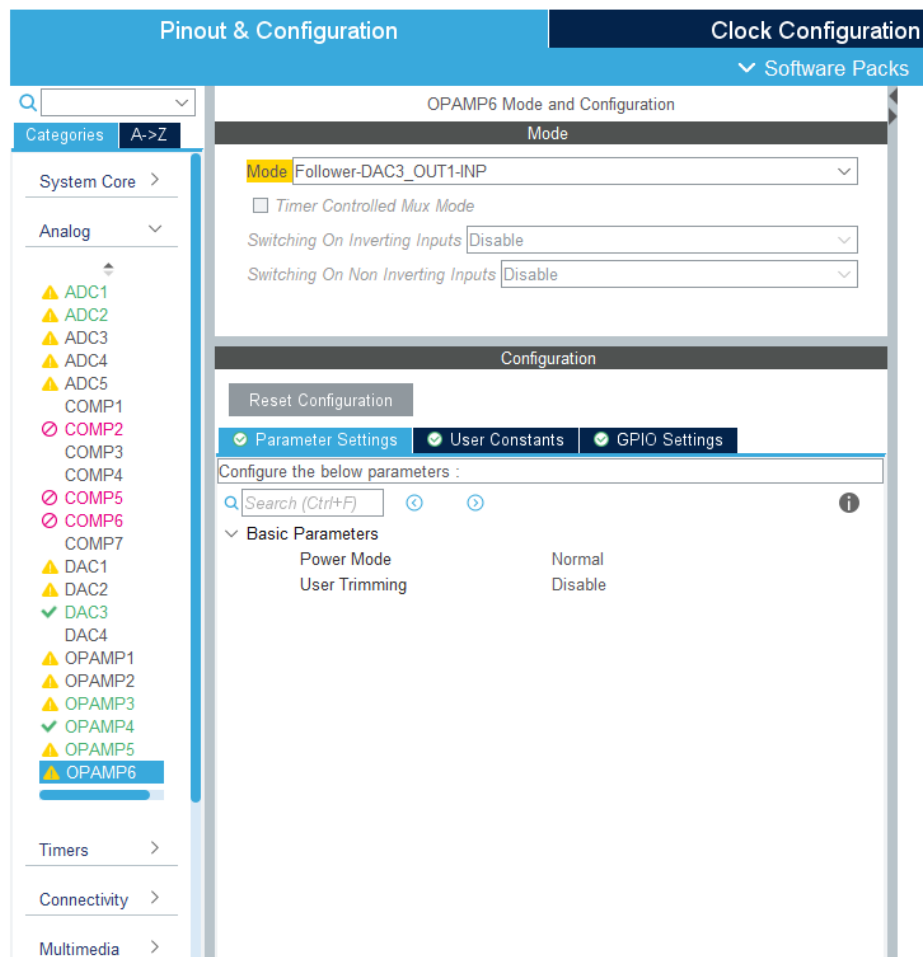 Pinout & Configuration
Clock Configuration
Software Packs
Categories
A->Z
System Core
Analog
ADC1
ADC2
ADC3
ADC4
ADC5
COMP1
COMP2
COMP3
COMP4
COMP5
COMP6
COMP7
DAC1
DAC2
DAC3
DAC4
OPAMP1
OPAMP2
OPAMP3
OPAMP4
OPAMP5
OPAMP6
Timers
Connectivity
Multimedia
OPAMP6 Mode and Configuration
Mode
Mode Follower-DAC3_OUT1-INP
Timer Controlled Mux Mode
Switching On Inverting Inputs Disable
Switching On Non Inverting Inputs Disable
Configuration
Reset Configuration
Parameter Settings
User Constants
GPIO Settings
Configure the below parameters :
Search (Ctrl+F)
Basic Parameters
Power Mode Normal
User Trimming Disable